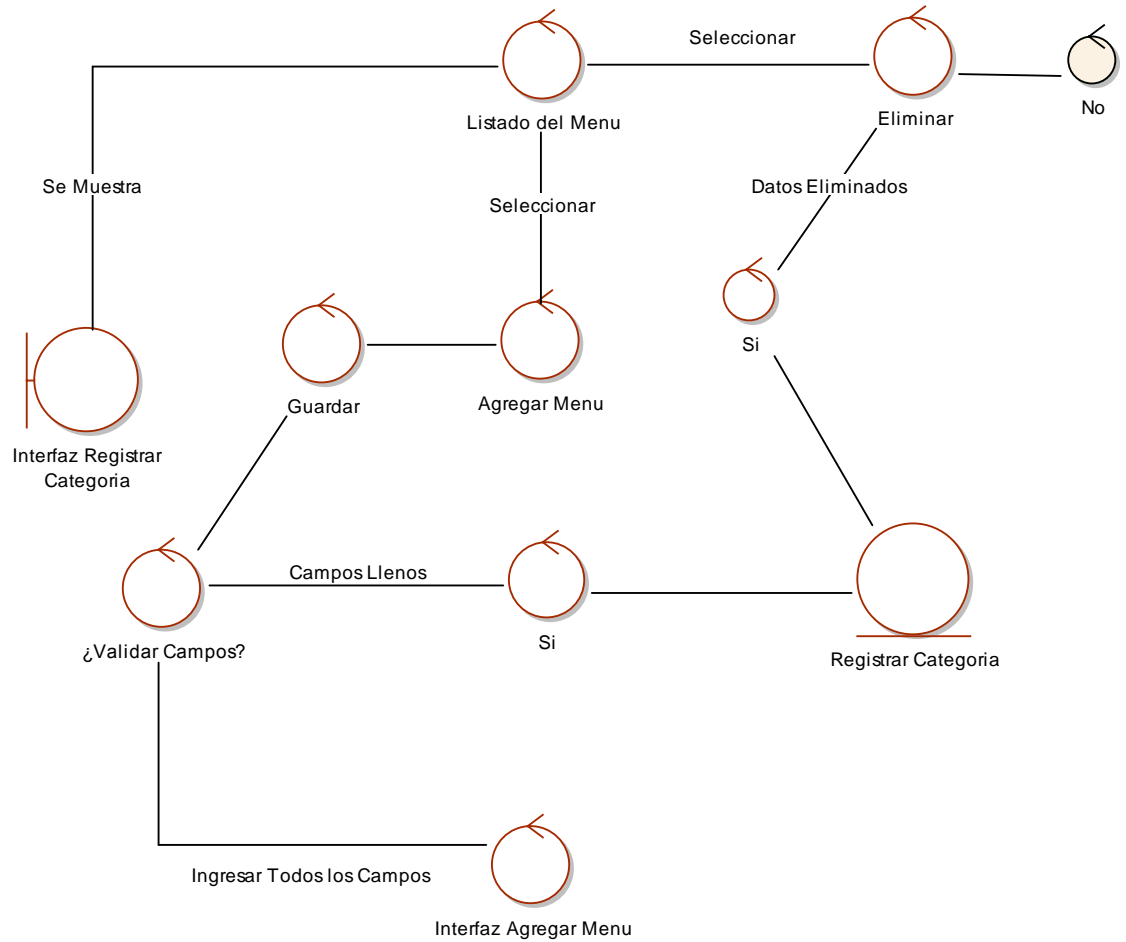 Seleccionar
Listado del Menu
Eliminar
No
Se Muestra
Datos Eliminados
Seleccionar
Si
Guardar
Agregar Menu
Interfaz Registrar
Categoria
Campos Llenos
¿Validar Campos?
Si
Registrar Categoria
Ingresar Todos los Campos
Interfaz Agregar Menu